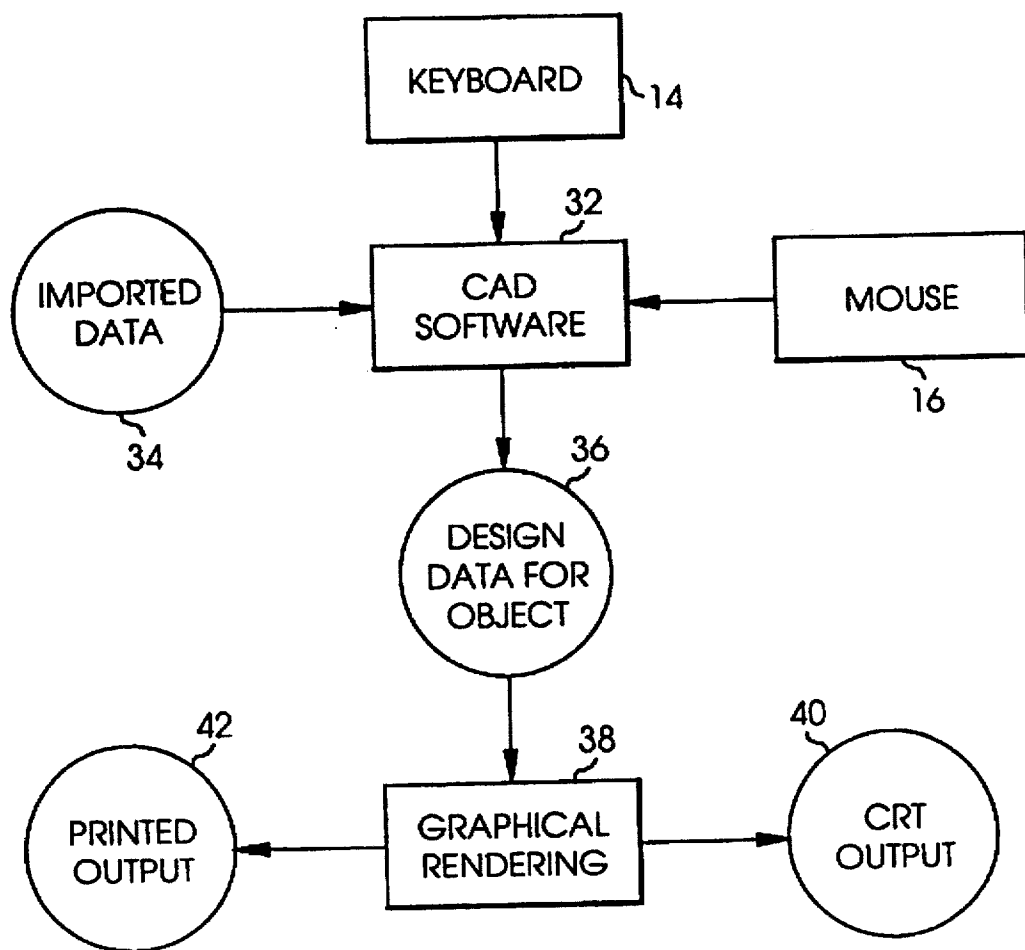 KEYBOARD
14
32
IMPORTED
DATA
CAD
SOFTWARE
MOUSE
34
16
36
DESIGN
DATA FOR
OBJECT
42
38
40
PRINTED
OUTPUT
GRAPHICAL
RENDERING
CRT
OUTPUT